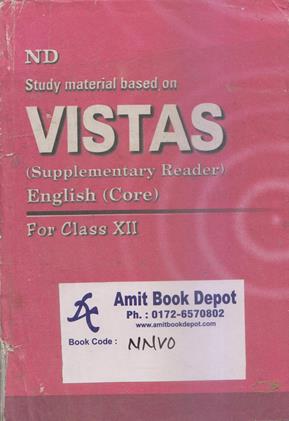 ND
Study material based on
VISTAS
(Supplementary Reader)
English (Core)
For Class XII
Amit Book Depot
Ph. : 0172-6570802
www.amitbookdepot.com
Book Code : NMVO